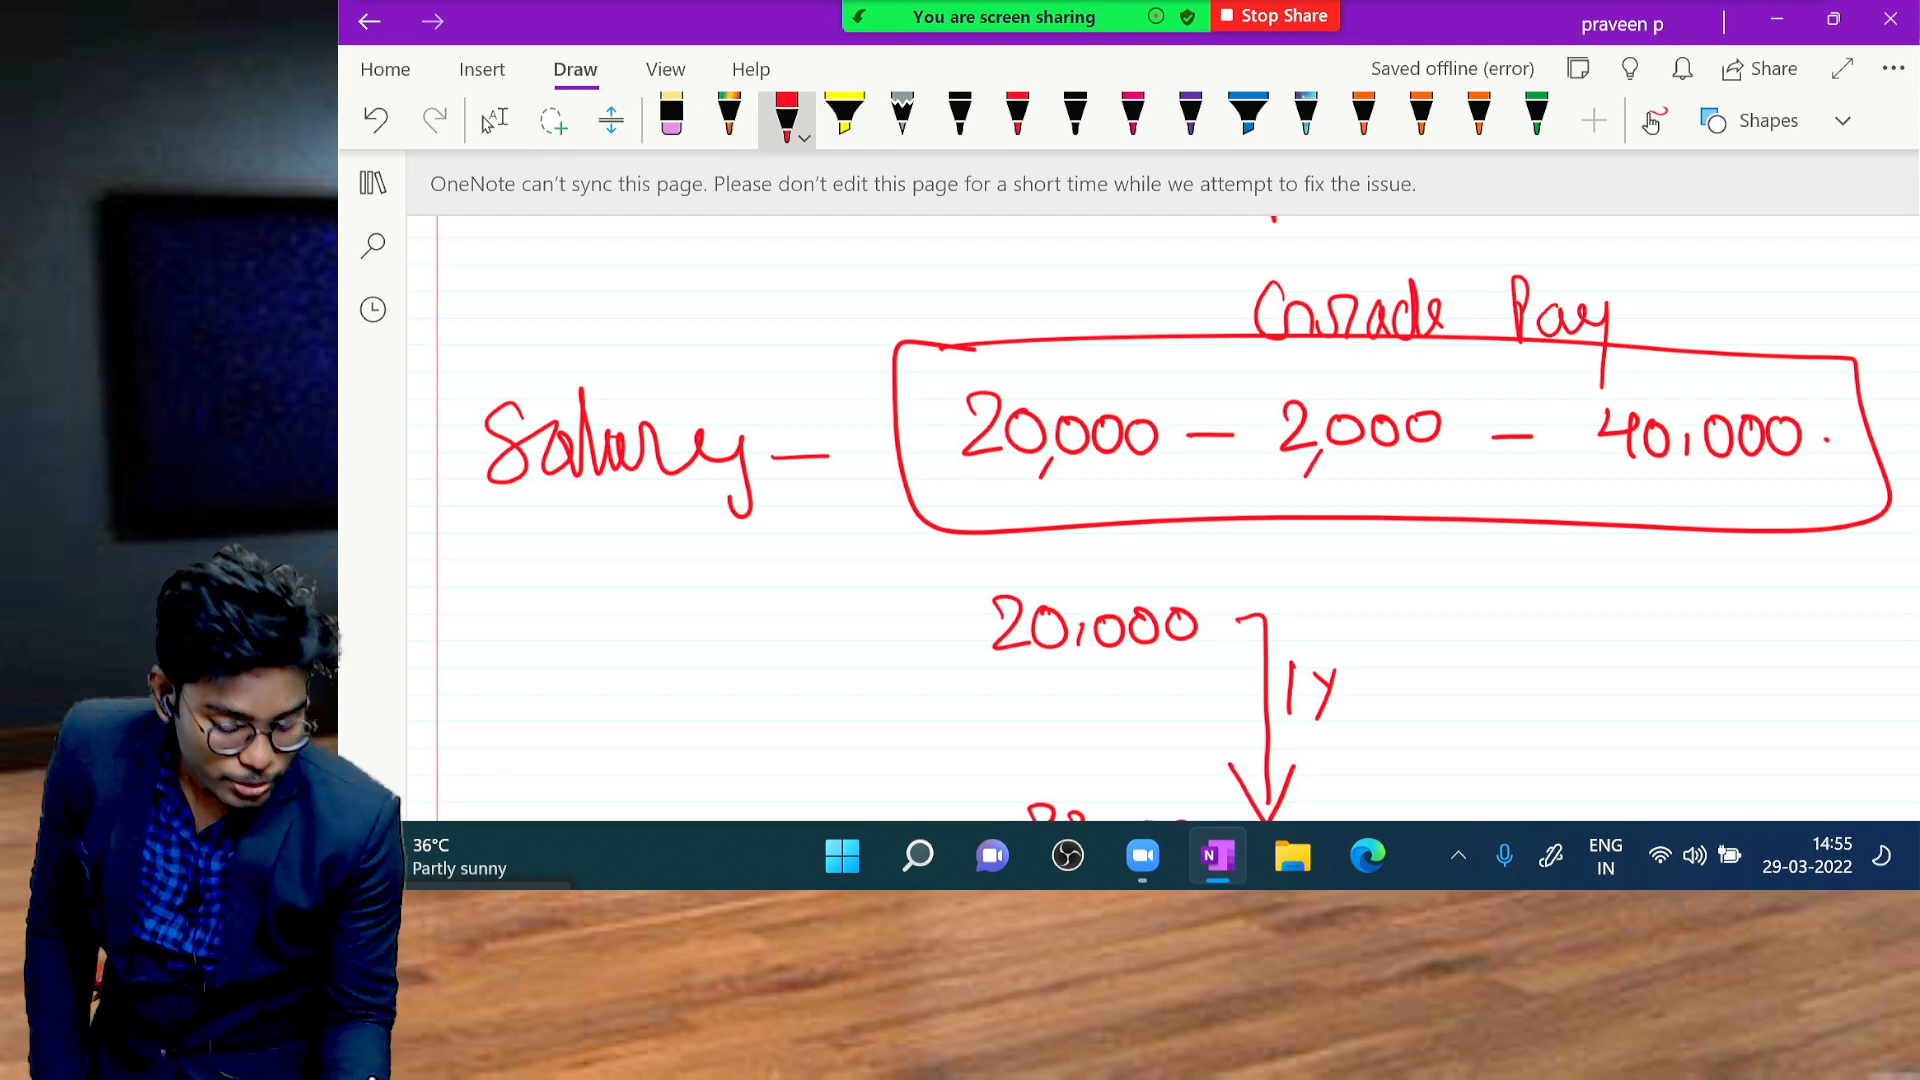 praveen p
You are screen sharing
Stop Share
Home Insert Draw View Help
Saved offline (error)
Share
Shapes
OneNote can't sync this page. Please don't edit this page for a short time while we attempt to fix the issue.
Grade Pay
Salary - 20,000 - 2,000 - 40,000.
20,000
1y
36°C
Partly sunny
ENG
IN
14:55
29-03-2022